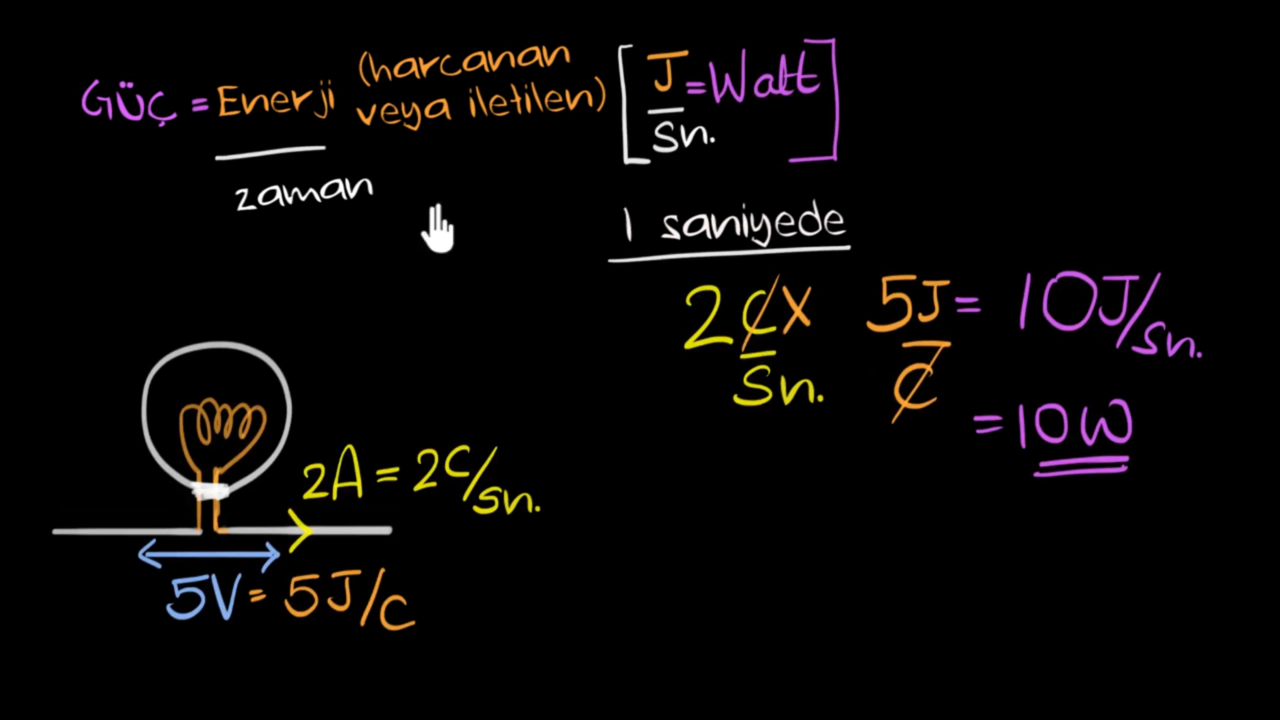 GÜÇ = Enerji (harcanan veya iletilen) [J/sn. = Watt]
zaman
1 saniyede
2 C/sn. x 5J/C = 10J/sn.
= 10W
2A = 2C/sn.
5V = 5J/C